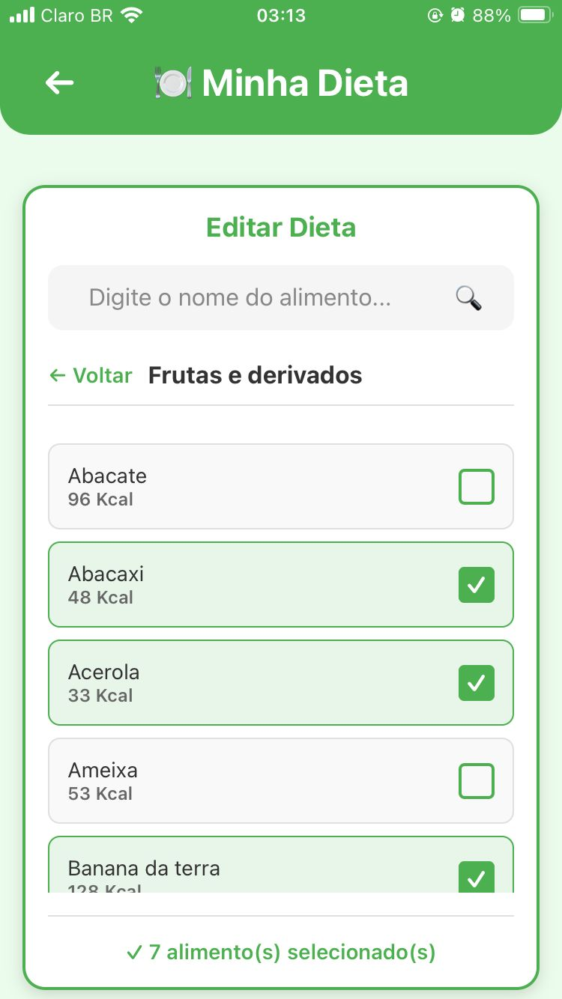 Claro BR 03:13 88%
Minha Dieta
Editar Dieta
Digite o nome do alimento...
← Voltar Frutas e derivados
Abacate
96 Kcal
Abacaxi
48 Kcal
Acerola
33 Kcal
Ameixa
53 Kcal
Banana da terra
128 Kcal
✓ 7 alimento(s) selecionado(s)